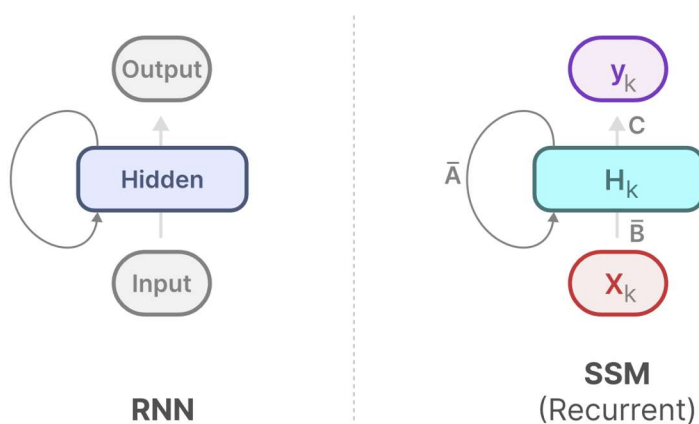 Output
Hidden
Input
RNN
yₖ
C
Ā
Hₖ
B̄
Xₖ
SSM
(Recurrent)